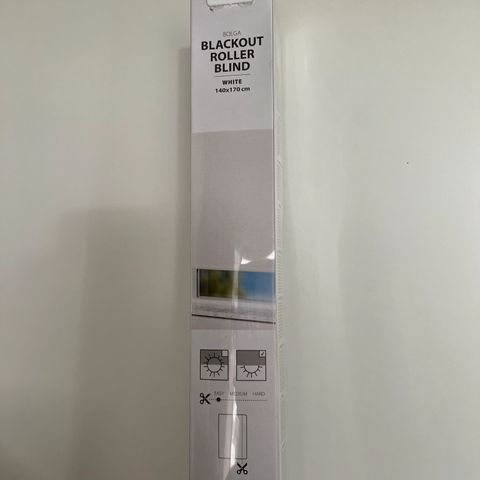 BOLGA
BLACKOUT
ROLLER
BLIND
WHITE
140x170 cm
EASY MEDIUM HARD